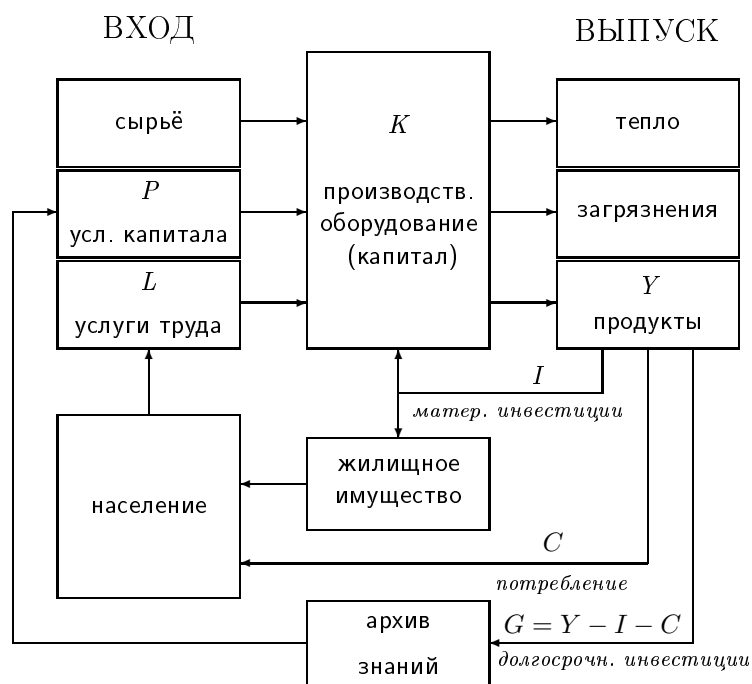 ВХОД
ВЫПУСК
сырьё
P
усл. капитала
L
услуги труда
K
производств.
оборудование
(капитал)
тепло
загрязнения
Y
продукты
I
матер. инвестиции
жилищное
имущество
население
C
потребление
архив
знаний
G = Y − I − C
долгосрочн. инвестиции